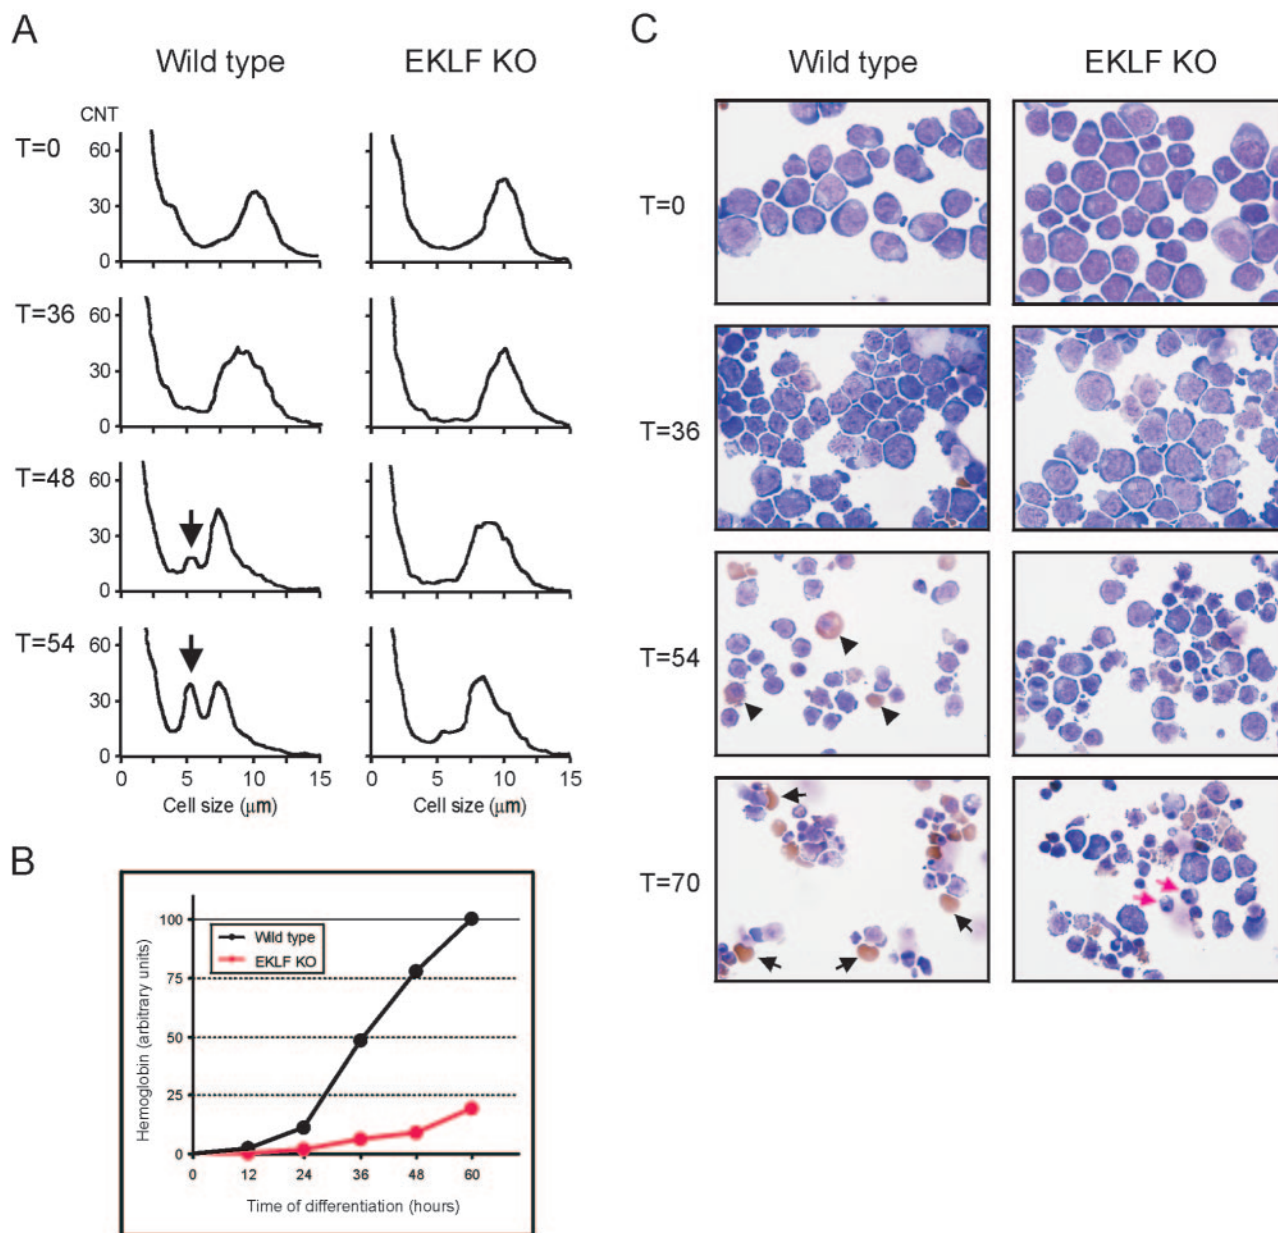 A
Wild type
EKLF KO
CNT
T=0
60
30
0
T=36
60
30
0
T=48
60
30
0
T=54
60
30
0
0 5 10 15
0 5 10 15
Cell size (μm)
Cell size (μm)
B
Hemoglobin (arbitrary units)
100
75
50
25
0
Wild type
EKLF KO
0 12 24 36 48 60
Time of differentiation (hours)
C
Wild type
EKLF KO
T=0
T=36
T=54
T=70